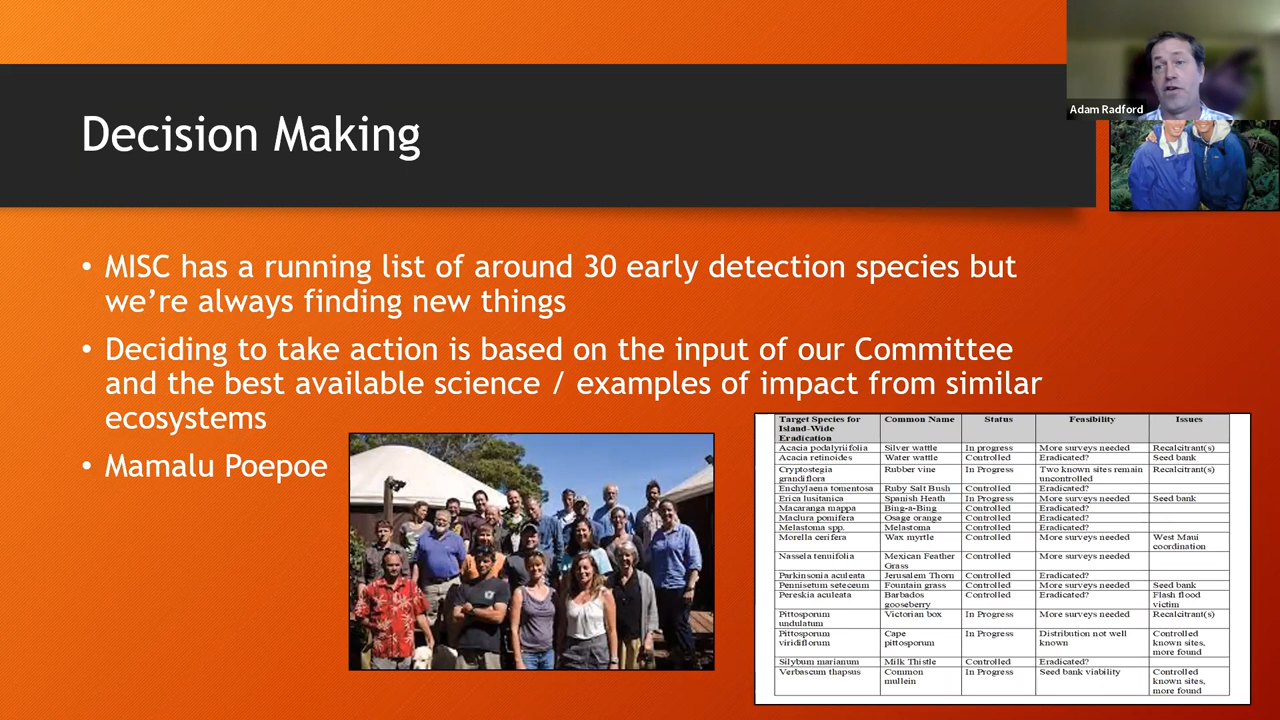 Adam Radford
Decision Making
• MISC has a running list of around 30 early detection species but
we're always finding new things
• Deciding to take action is based on the input of our Committee
and the best available science / examples of impact from similar
ecosystems
• Mamalu Poepoe
Target Species for Island-Wide Eradication Common Name Status Feasibility Issues
Acacia podalyriifolia Silver wattle In progress More surveys needed Recalcitrant(s)
Acacia retinoides Water wattle Controlled Eradicated? Seed bank
Cryptostegia grandiflora Rubber vine In Progress Two known sites remain uncontrolled Recalcitrant(s)
Enchylaena tomentosa Ruby Salt Bush Controlled Eradicated?
Erica lusitanica Spanish Heath In Progress More surveys needed Seed bank
Macaranga mappa Bing-a-Bing Controlled Eradicated?
Maclura pomifera Osage orange Controlled Eradicated?
Melastoma spp. Melastoma Controlled Eradicated?
Morella cerifera Wax myrtle Controlled More surveys needed West Maui coordination
Nassela tenuifolia Mexican Feather Grass Controlled More surveys needed
Parkinsonia aculeata Jerusalem Thorn Controlled Eradicated?
Pennisetum seteceum Fountain grass Controlled More surveys needed Seed bank
Pereskia aculeata Barbados gooseberry Controlled Eradicated? Flash flood victim
Pittosporum undulatum Victorian box In Progress More surveys needed Recalcitrant(s)
Pittosporum viridiflorum Cape pittosporum In Progress Distribution not well known Controlled known sites, more found
Silybum marianum Milk Thistle Controlled Eradicated?
Verbascum thapsus Common mullein In Progress Seed bank viability Controlled known sites, more found